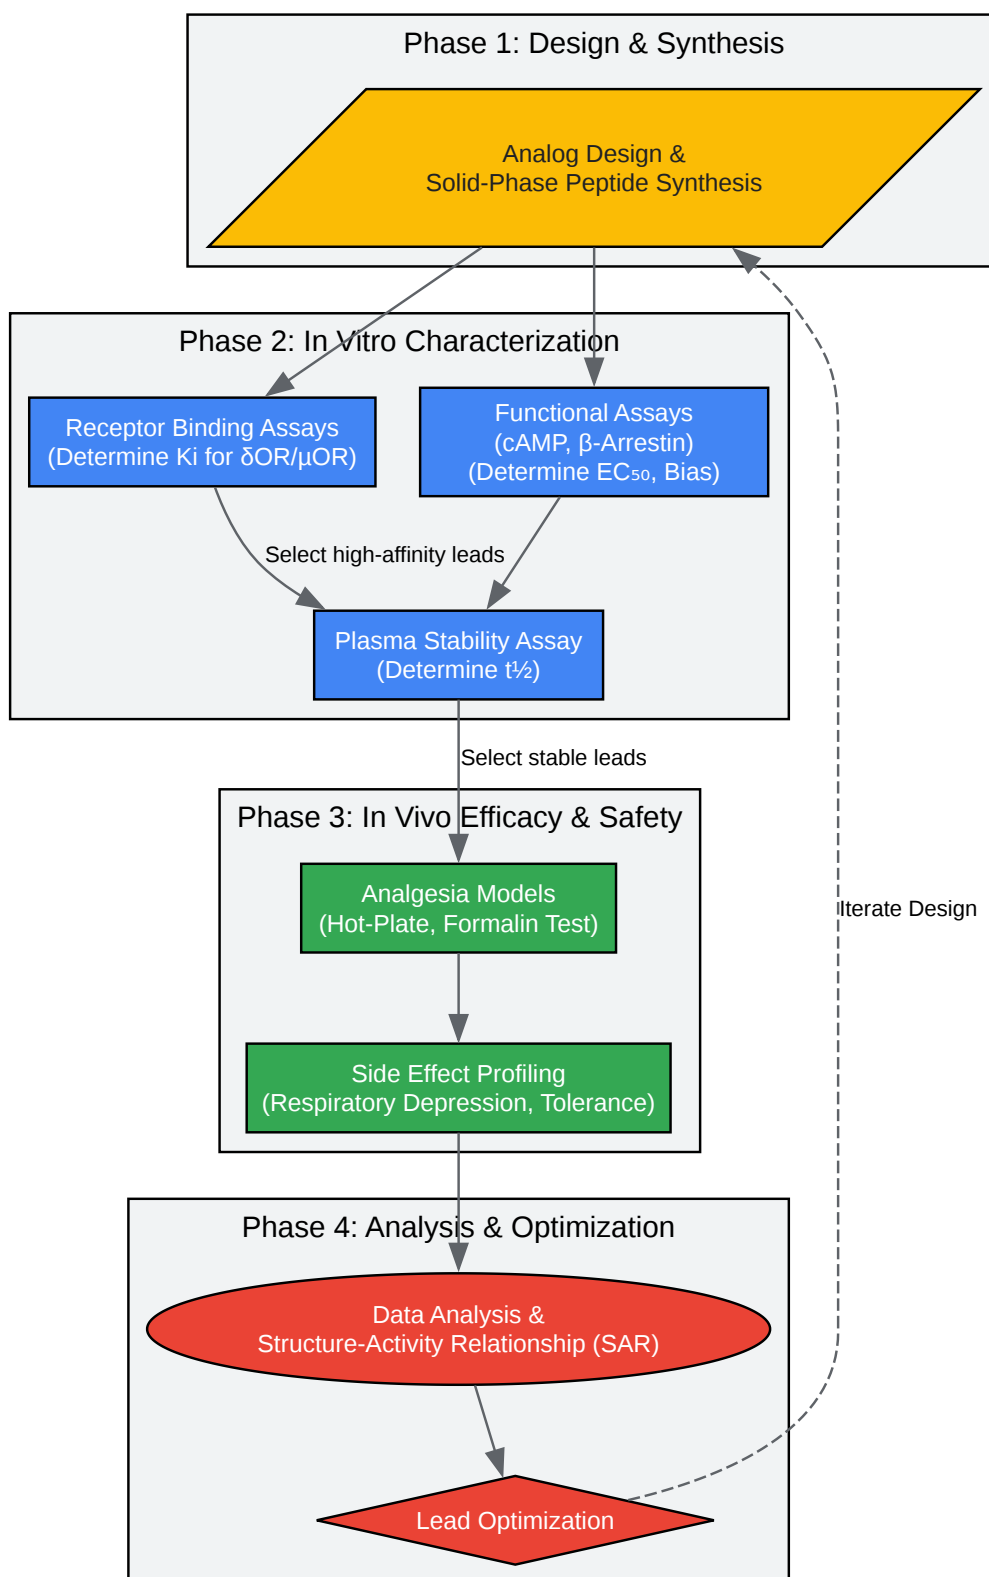 Phase 1: Design & Synthesis
Analog Design &
Solid-Phase Peptide Synthesis
Phase 2: In Vitro Characterization
Receptor Binding Assays
(Determine Ki for δOR/µOR)
Functional Assays
(cAMP, β-Arrestin)
(Determine EC₅₀, Bias)
Select high-affinity leads
Plasma Stability Assay
(Determine t½)
Select stable leads
Phase 3: In Vivo Efficacy & Safety
Analgesia Models
(Hot-Plate, Formalin Test)
Iterate Design
Side Effect Profiling
(Respiratory Depression, Tolerance)
Phase 4: Analysis & Optimization
Data Analysis &
Structure-Activity Relationship (SAR)
Lead Optimization